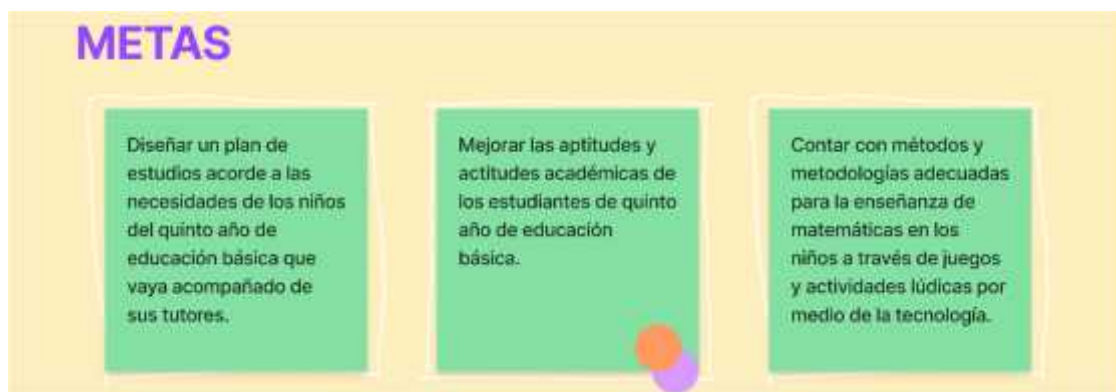 METAS
Diseñar un plan de
estudios acorde a las
necesidades de los niños
del quinto año de
educación básica que
vaya acompañado de
sus tutores.
Mejorar las aptitudes y
actitudes académicas de
los estudiantes de quinto
año de educación
básica.
Contar con métodos y
metodologías adecuadas
para la enseñanza de
matemáticas en los
niños a través de juegos
y actividades lúdicas por
medio de la tecnología.